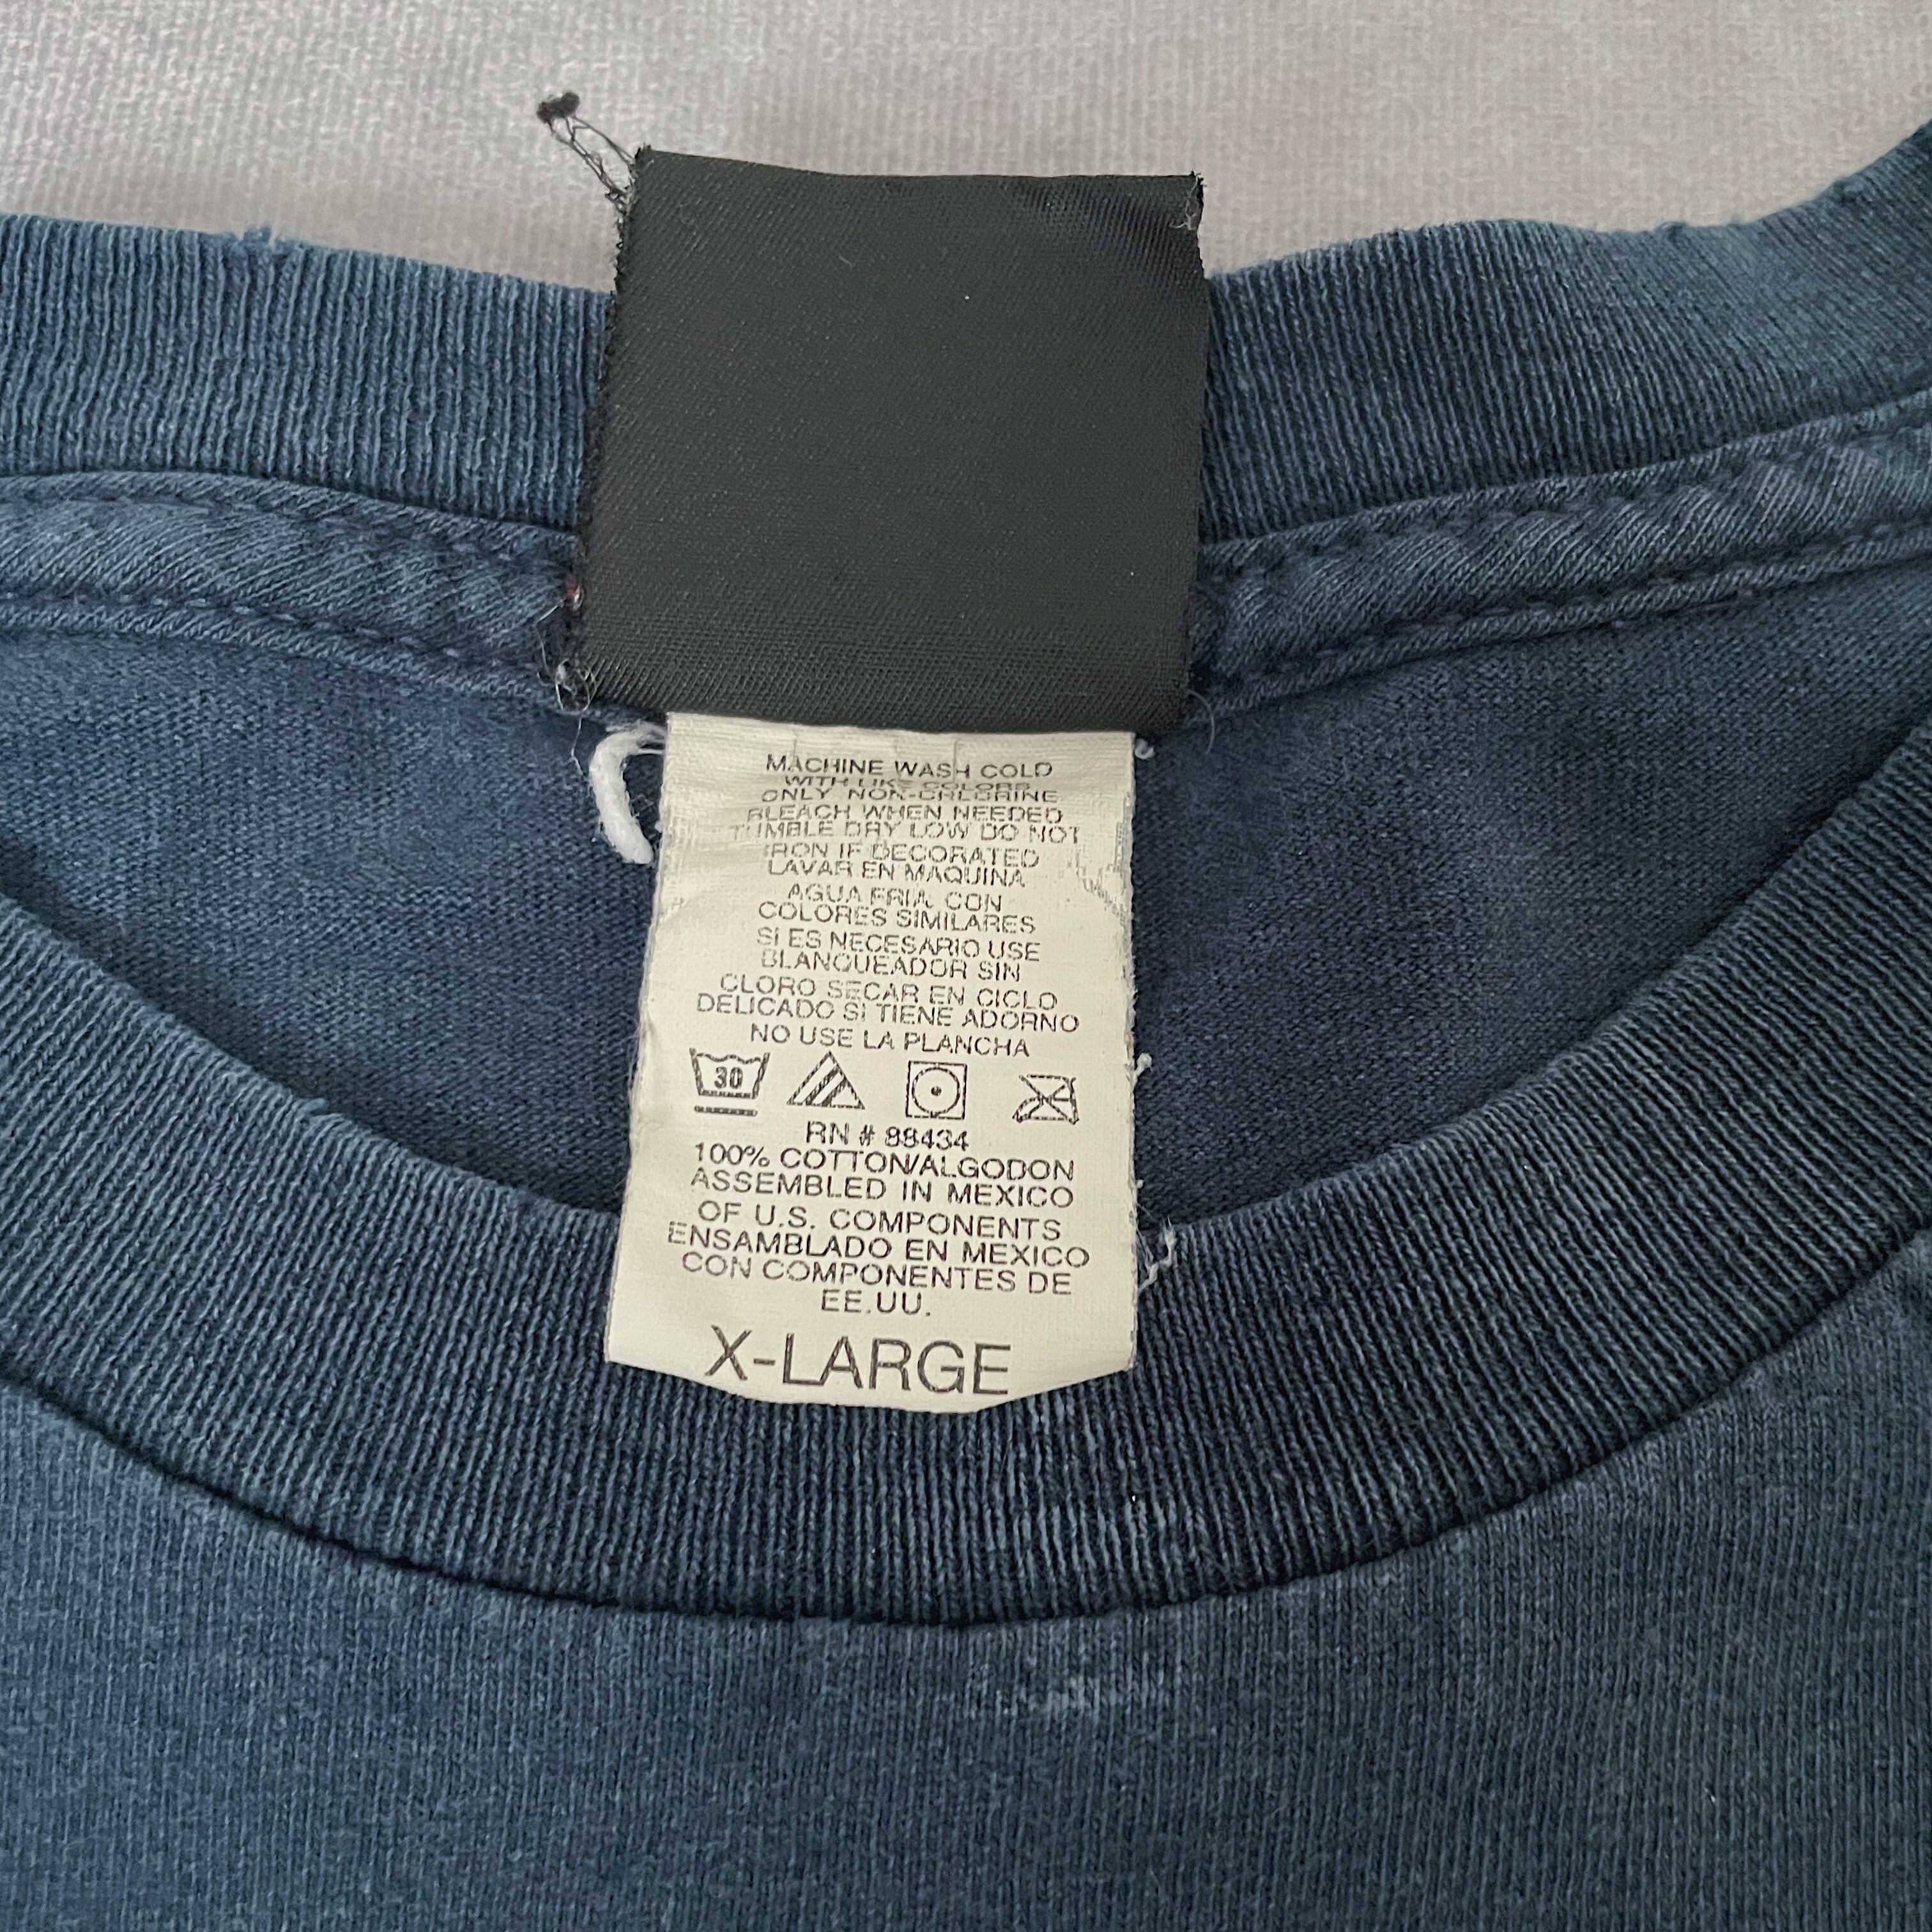 MACHINE WASH COLD
WITH LIKE COLORS
ONLY NON-CHLORINE
BLEACH WHEN NEEDED
TUMBLE DRY LOW DO NOT
IRON IF DECORATED
LAVAR EN MAQUINA
AGUA FRIA, CON
COLORES SIMILARES
SI ES NECESARIO USE
BLANQUEADOR SIN
CLORO SECAR EN CICLO
DELICADO SI TIENE ADORNO
NO USE LA PLANCHA
30
RN # 88434
100% COTTON/ALGODON
ASSEMBLED IN MEXICO
OF U.S. COMPONENTS
ENSAMBLADO EN MEXICO
CON COMPONENTES DE
EE.UU.
X-LARGE